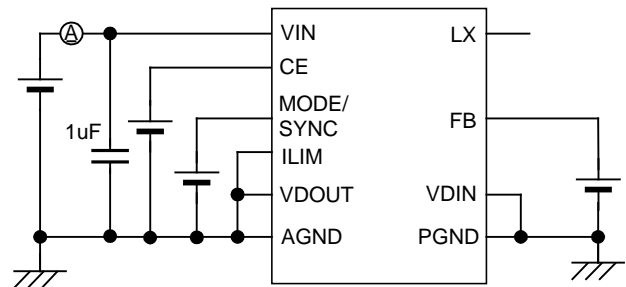 A
VIN
LX
CE
MODE/
SYNC
FB
1uF
ILIM
VDOUT
VDIN
AGND
PGND